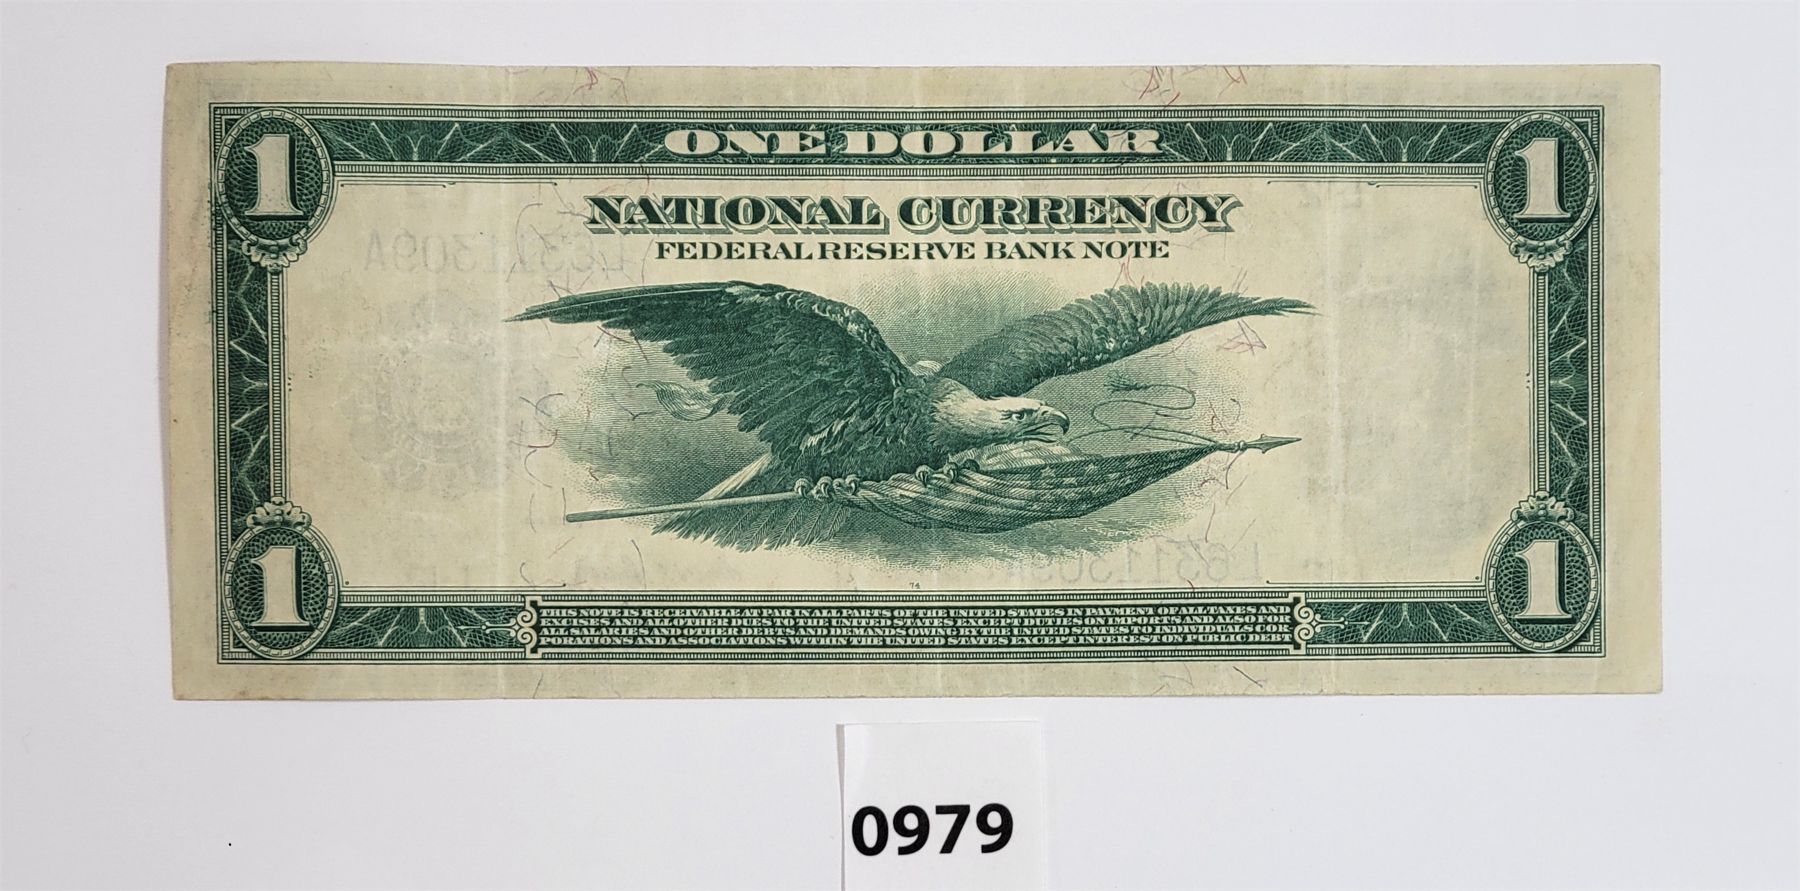 ONE DOLLAR
1 1
NATIONAL CURRENCY
FEDERAL RESERVE BANK NOTE
74
1 1
THIS NOTE IS RECEIVABLE AT PAR IN ALL PARTS OF THE UNITED STATES IN PAYMENT OF ALL TAXES AND
EXCISES AND ALL OTHER DUES TO THE UNITED STATES EXCEPT DUTIES ON IMPORTS AND ALSO FOR
ALL SALARIES AND OTHER DEBTS AND DEMANDS OWING BY THE UNITED STATES TO INDIVIDUALS COR-
PORATIONS AND ASSOCIATIONS WITHIN THE UNITED STATES EXCEPT INTEREST ON PUBLIC DEBT
0979